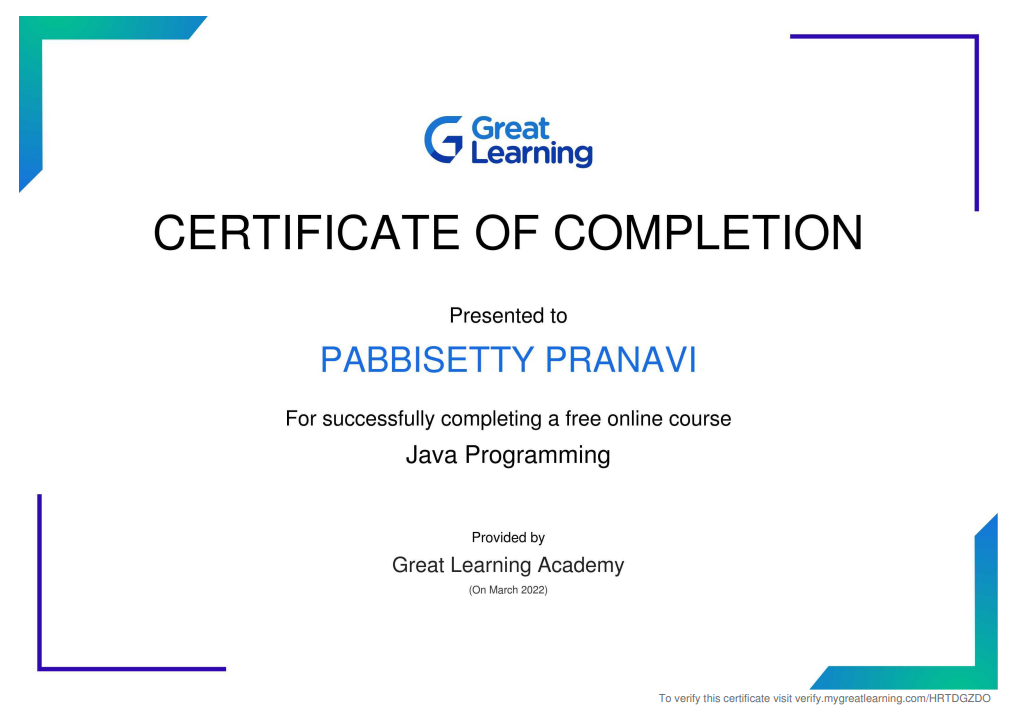 Great
Learning
CERTIFICATE OF COMPLETION
Presented to
PABBISETTY PRANAVI
For successfully completing a free online course
Java Programming
Provided by
Great Learning Academy
(On March 2022)
To verify this certificate visit verify.mygreatlearning.com/HRTDGZDO